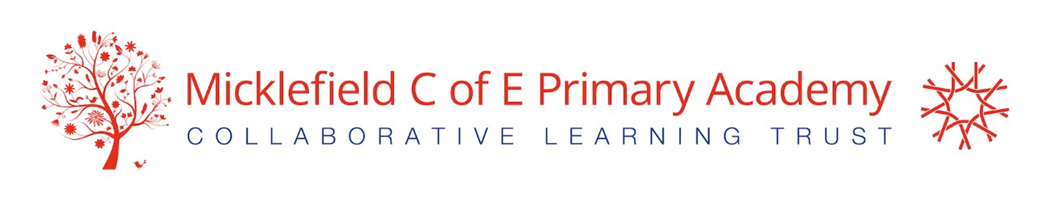 Micklefield C of E Primary Academy
COLLABORATIVE LEARNING TRUST